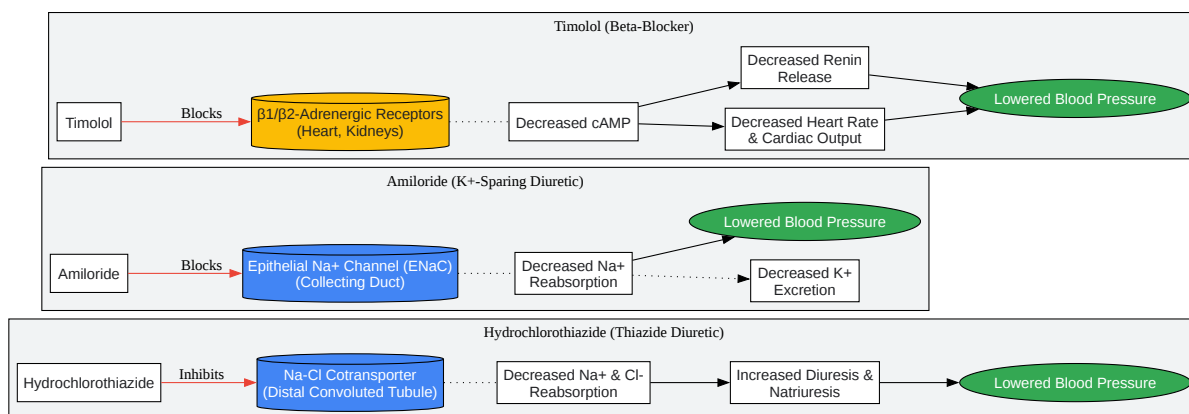 Timolol (Beta-Blocker)
Timolol
Blocks
β1/β2-Adrenergic Receptors
(Heart, Kidneys)
Decreased cAMP
Decreased Renin
Release
Decreased Heart Rate
& Cardiac Output
Lowered Blood Pressure
Amiloride (K+-Sparing Diuretic)
Amiloride
Blocks
Epithelial Na+ Channel (ENaC)
(Collecting Duct)
Decreased Na+
Reabsorption
Lowered Blood Pressure
Decreased K+
Excretion
Hydrochlorothiazide (Thiazide Diuretic)
Hydrochlorothiazide
Inhibits
Na-Cl Cotransporter
(Distal Convoluted Tubule)
Decreased Na+ & Cl-
Reabsorption
Increased Diuresis &
Natriuresis
Lowered Blood Pressure